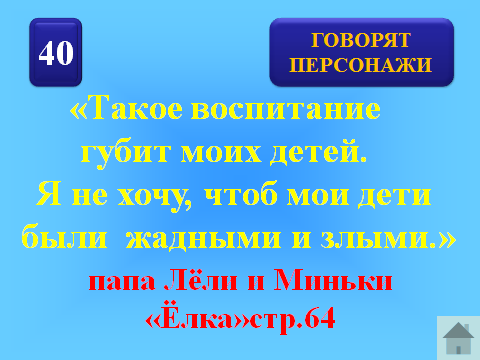 40
ГОВОРЯТ
ПЕРСОНАЖИ
«Такое воспитание
губит моих детей.
Я не хочу, чтоб мои дети
были жадными и злыми.»
папа Лёли и Миньки
«Ёлка»стр.64